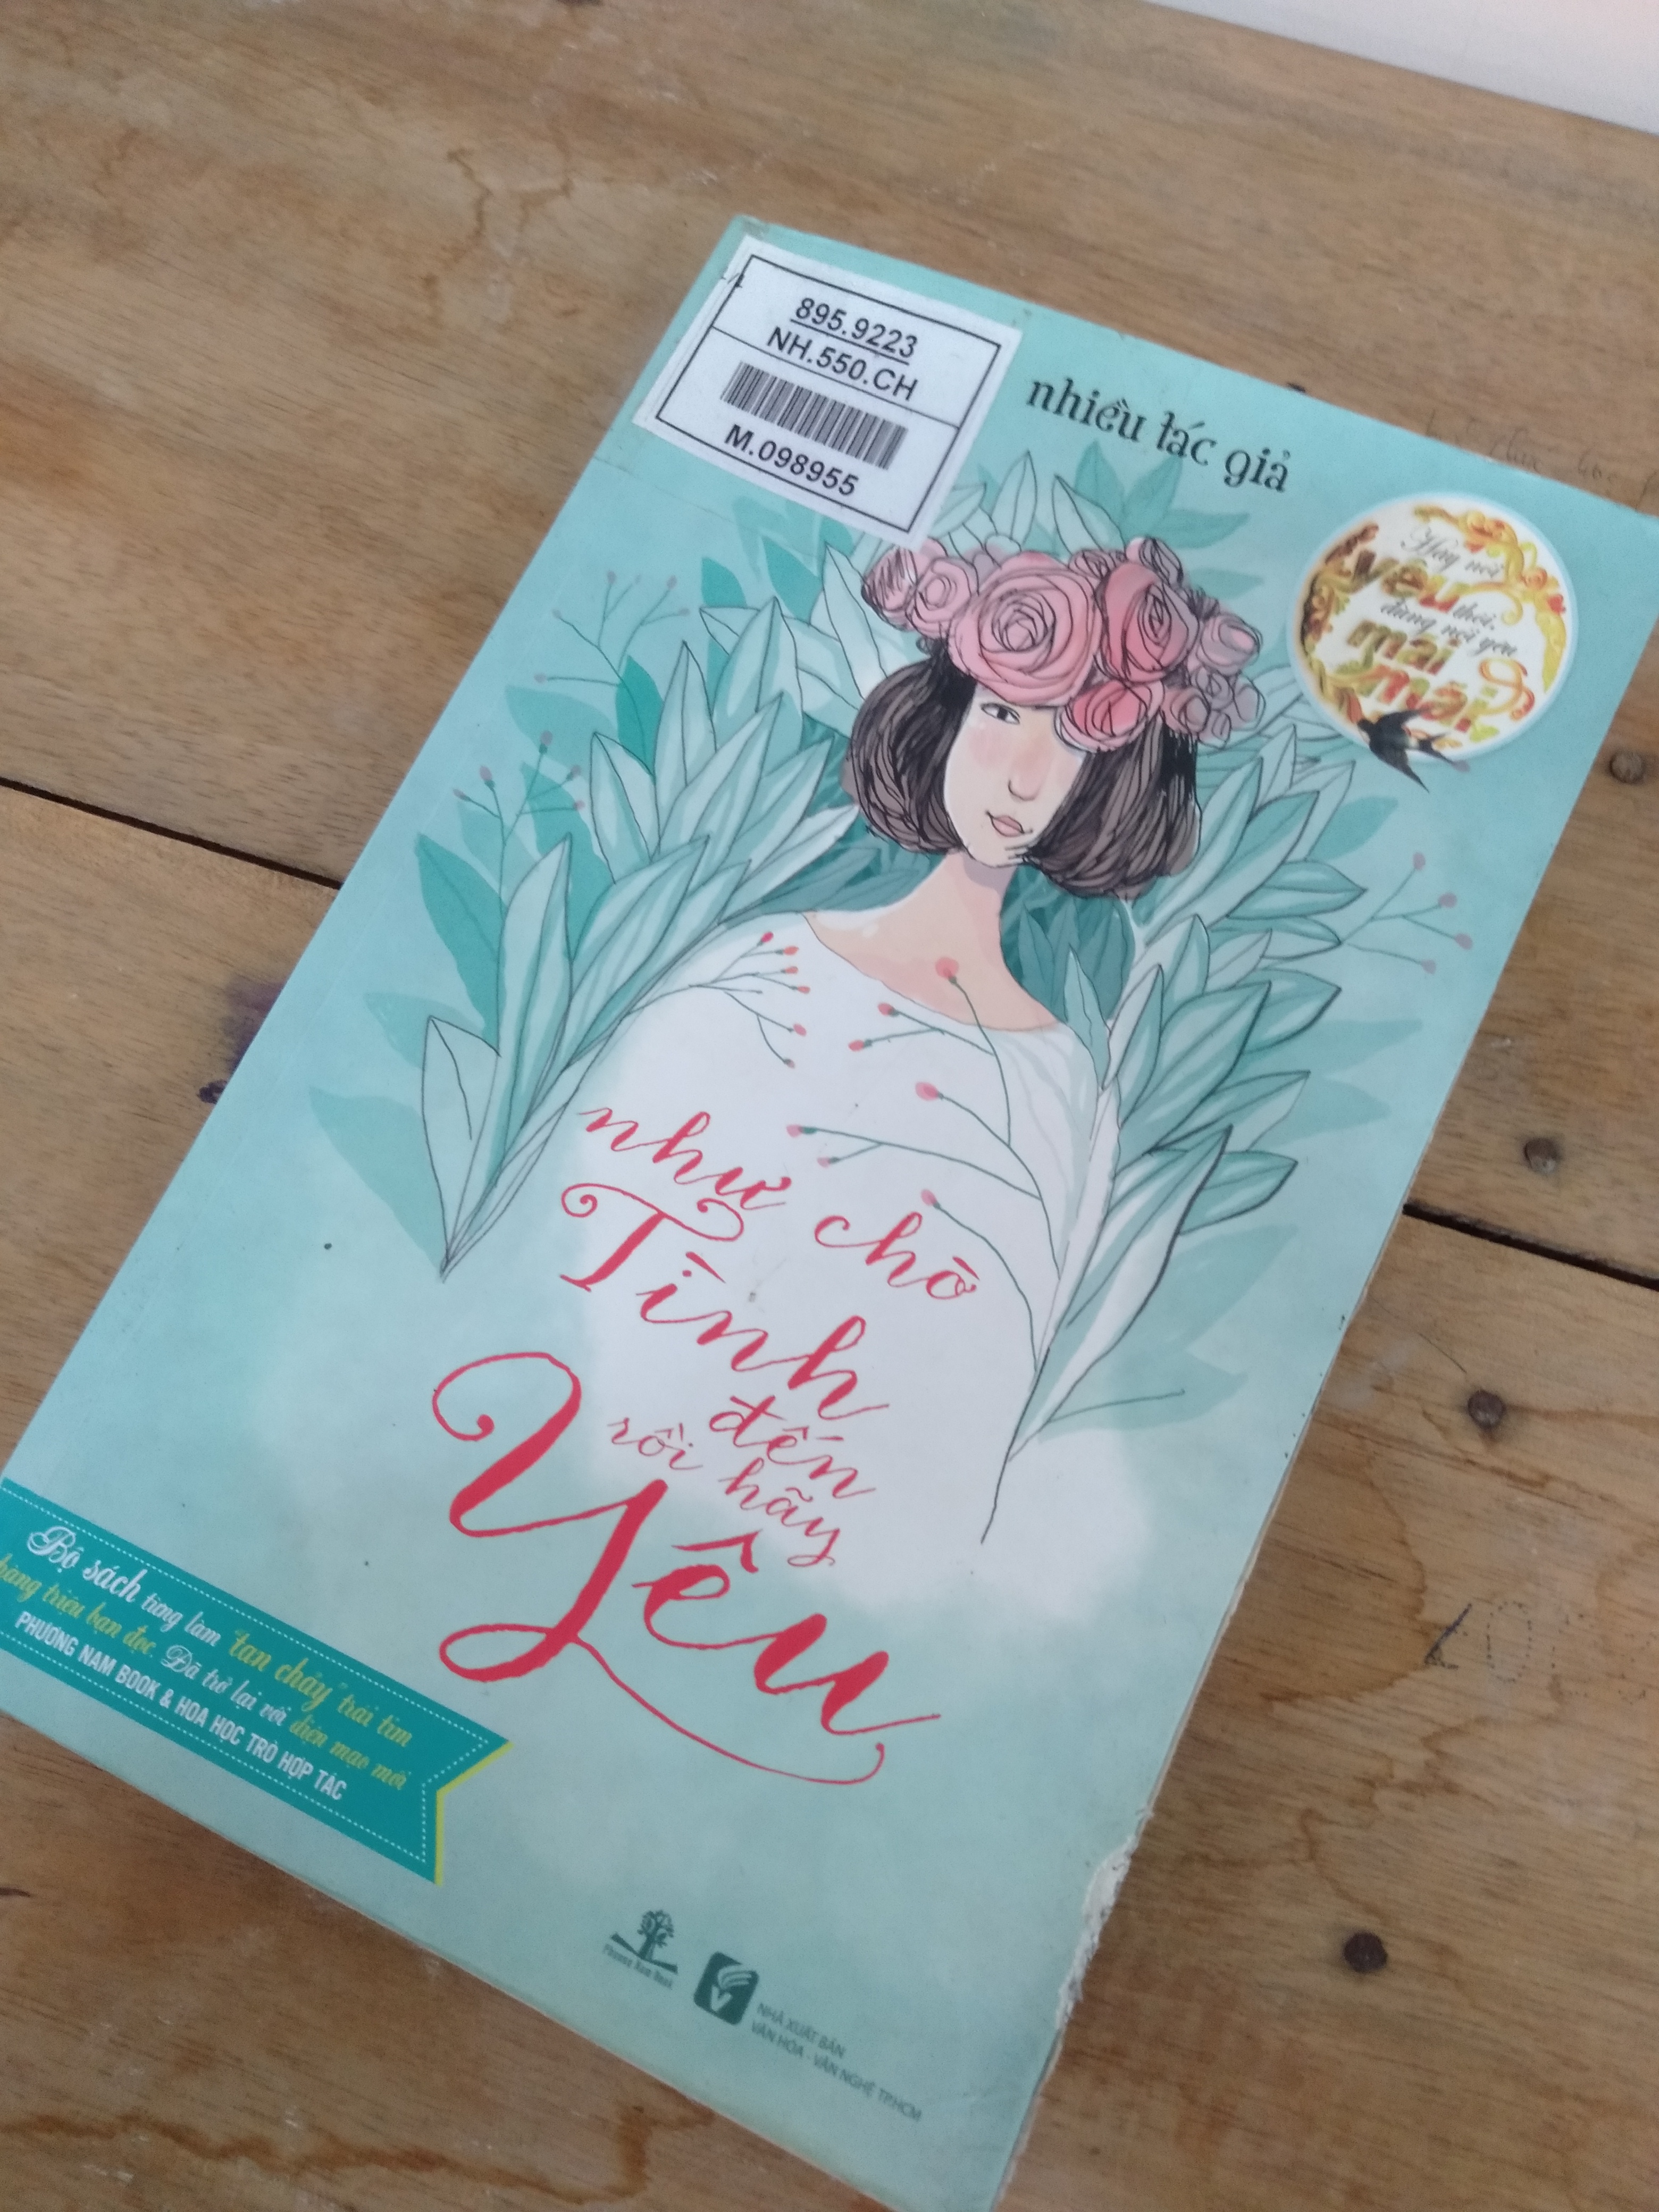 895.9223
NH.550.CH
M.098955
nhiều tác giả
Hãy nói
yêu thôi,
đừng nói yêu
mãi
mãi
như chờ
Tình
đến
rồi hãy
Yêu
Bộ sách từng làm "tan chảy" trái tim
hàng triệu bạn đọc. Đã trở lại với diện mạo mới
PHƯƠNG NAM BOOK & HOA HỌC TRÒ HỢP TÁC
Phuong Nam Book
NHÀ XUẤT BẢN
VĂN HÓA - VĂN NGHỆ TP.HCM